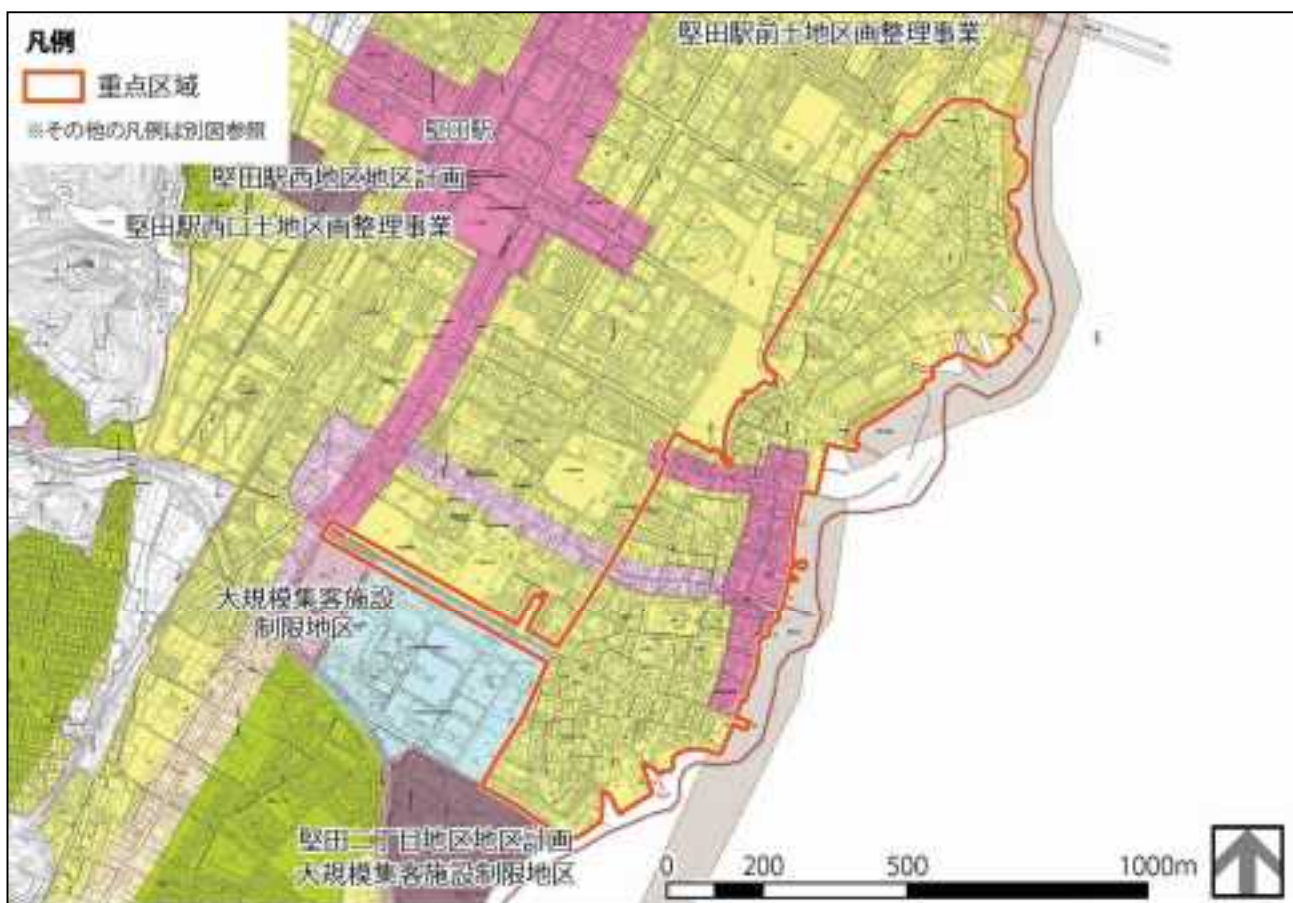 凡例
重点区域
※その他の凡例は別図参照
堅田駅前土地区画整理事業
堅田駅
堅田駅西地区地区計画
堅田駅西口土地区画整理事業
大規模集客施設
制限地区
堅田二丁目地区地区計画
大規模集客施設制限地区
0 200 500 1000m